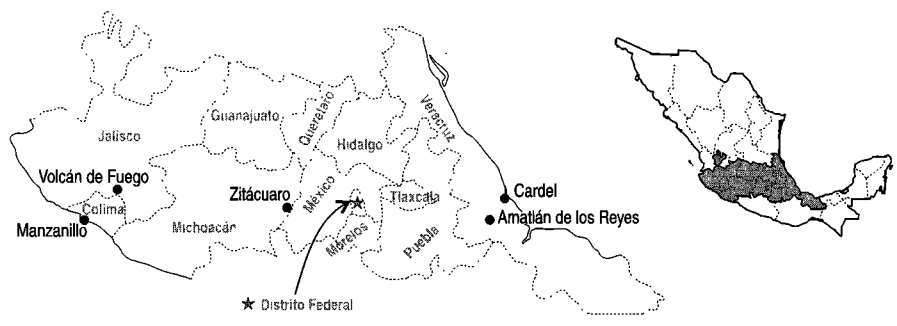 Jalisco
Guanajuato
Querétaro
Hidalgo
Veracruz
Volcán de Fuego
Colima
Manzanillo
Michoacán
Zitácuaro
México
Tlaxcala
Cardel
Amatlán de los Reyes
Morelos
Puebla
Distrito Federal